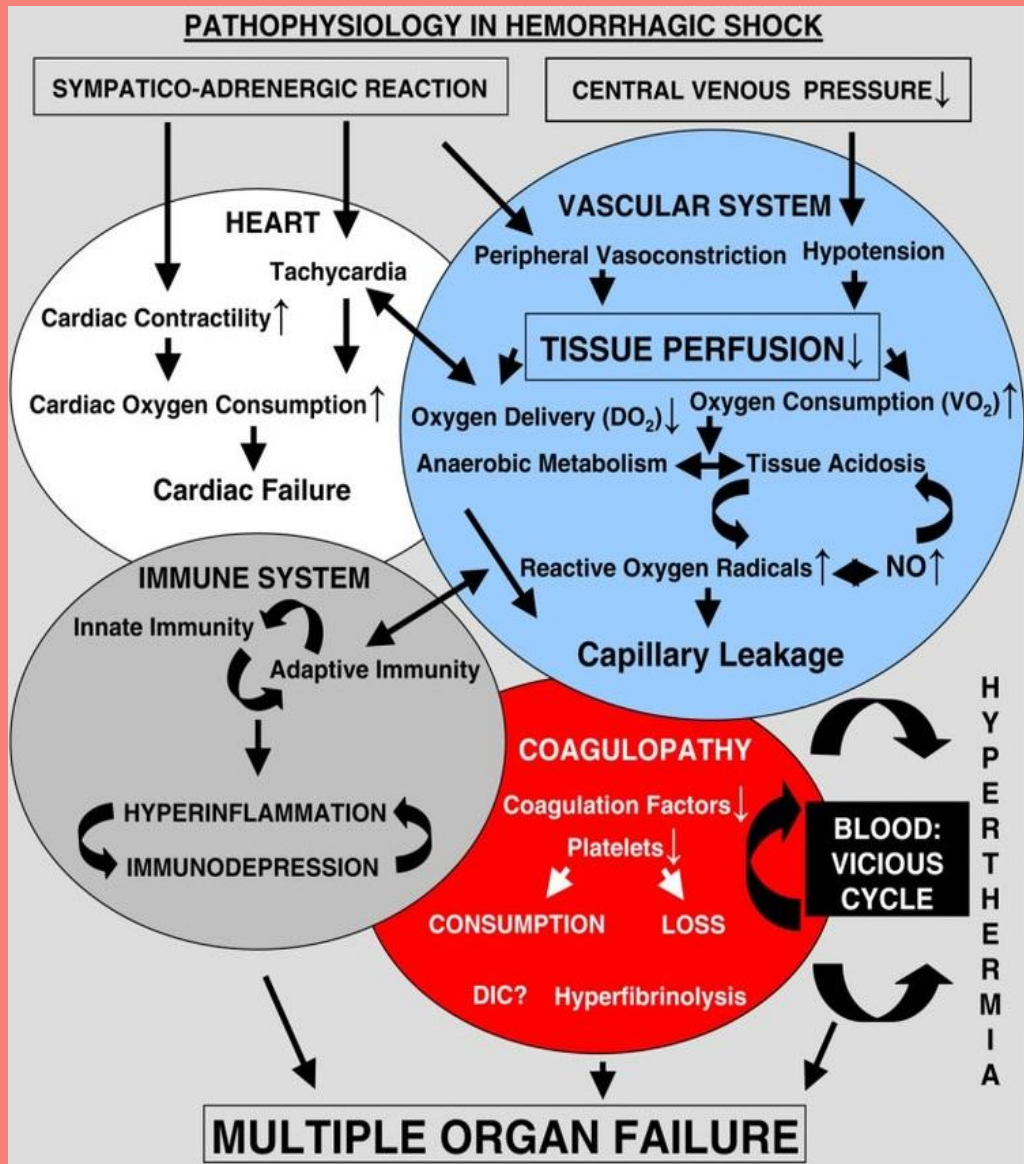 PATHOPHYSIOLOGY IN HEMORRHAGIC SHOCK
SYMPATICO-ADRENERGIC REACTION
CENTRAL VENOUS PRESSURE↓
HEART
Tachycardia
Cardiac Contractility↑
Cardiac Oxygen Consumption↑
Cardiac Failure
VASCULAR SYSTEM
Peripheral Vasoconstriction
Hypotension
TISSUE PERFUSION↓
Oxygen Delivery (DO₂)↓
Oxygen Consumption (VO₂)↑
Anaerobic Metabolism
Tissue Acidosis
Reactive Oxygen Radicals↑
NO↑
Capillary Leakage
IMMUNE SYSTEM
Innate Immunity
Adaptive Immunity
HYPERINFLAMMATION
IMMUNODEPRESSION
COAGULOPATHY
Coagulation Factors↓
Platelets↓
CONSUMPTION
LOSS
DIC?
Hyperfibrinolysis
BLOOD:
VICIOUS
CYCLE
HYPERTHERMIA
MULTIPLE ORGAN FAILURE